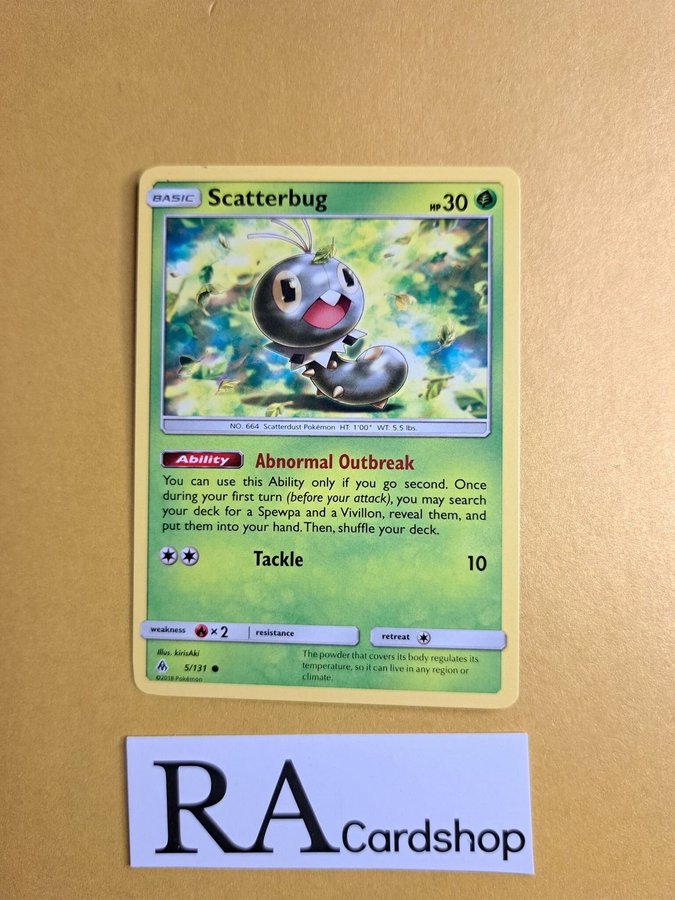 BASIC Scatterbug HP 30
NO. 664 Scatterdust Pokémon HT: 1'00" WT: 5.5 lbs.
Ability Abnormal Outbreak
You can use this Ability only if you go second. Once
during your first turn (before your attack), you may search
your deck for a Spewpa and a Vivillon, reveal them, and
put them into your hand. Then, shuffle your deck.
Tackle 10
weakness × 2 resistance retreat
Illus. kirisAki
5/131
©2018 Pokémon
The powder that covers its body regulates its
temperature, so it can live in any region or
climate.
RA Cardshop